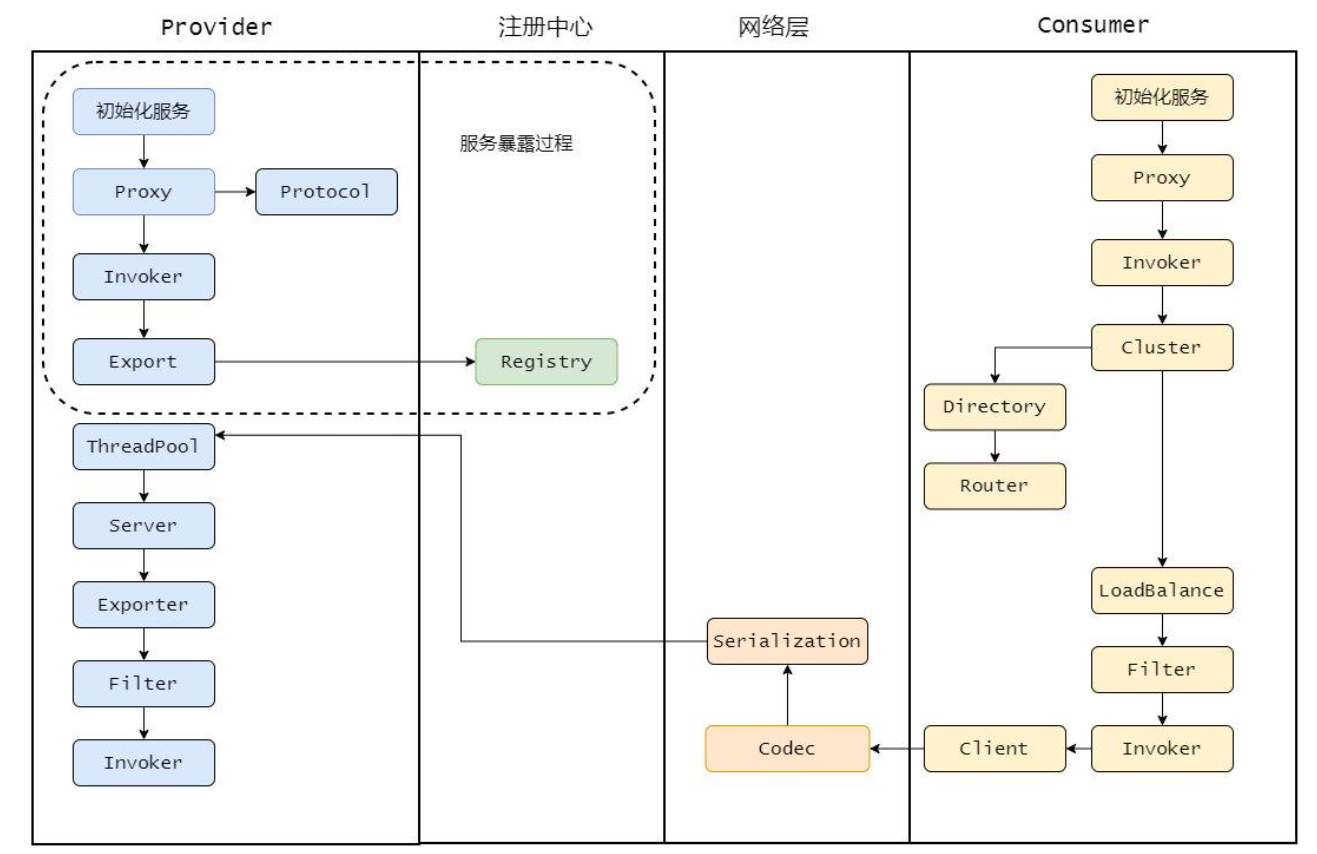 Provider
注册中心
网络层
Consumer
初始化服务
Proxy
Protocol
Invoker
Export
服务暴露过程
Registry
ThreadPool
Server
Exporter
Filter
Invoker
Serialization
Codec
初始化服务
Proxy
Invoker
Cluster
Directory
Router
LoadBalance
Filter
Invoker
Client